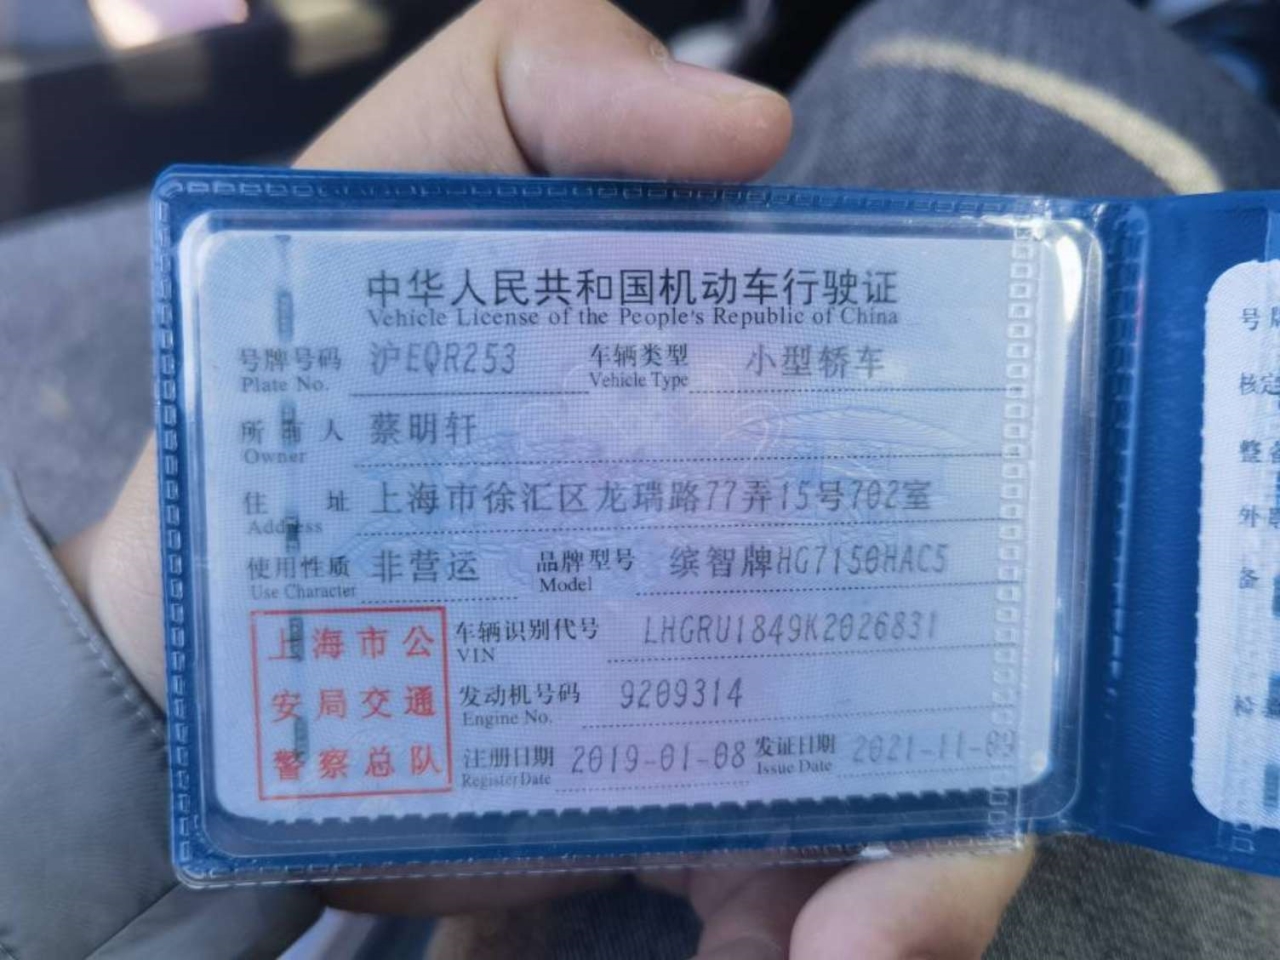 中华人民共和国机动车行驶证
Vehicle License of the People's Republic of China
号牌号码 沪EQR253 车辆类型 小型轿车
Plate No. Vehicle Type
所有人 蔡明轩
Owner
住址 上海市徐汇区龙瑞路77弄15号702室
Address
使用性质 非营运 品牌型号 缤智牌HG7150HAC5
Use Character Model
上海市公
安局交通
警察总队
车辆识别代号 LHGRU1849K2026831
VIN
发动机号码 9209314
Engine No.
注册日期 2019-01-08 发证日期 2021-11-09
Register Date Issue Date
号
核定
整
外
备